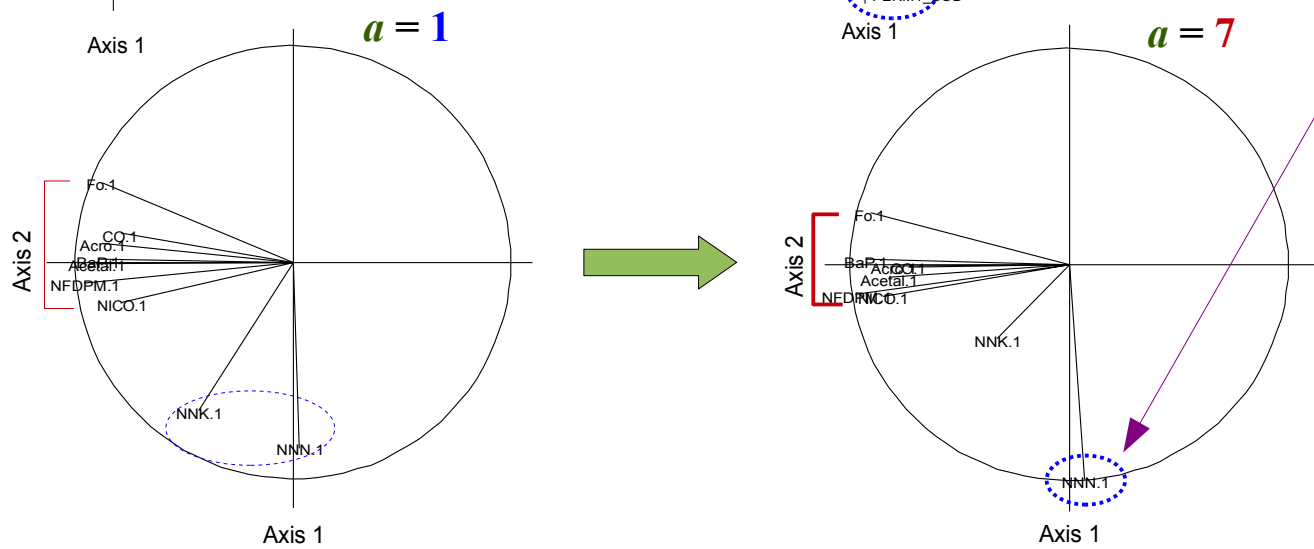 Axis 1
a = 1
Axis 2
Fo.1
CO.1
Acro.1
BaP.1
Acetal.1
NFDPM.1
NICO.1
NNK.1
NNN.1
Axis 1
Axis 1
a = 7
Axis 2
Fo.1
BaP.1
Acro.1
CO.1
Acetal.1
NFDPM.1
NICO.1
NNK.1
NNN.1
Axis 1